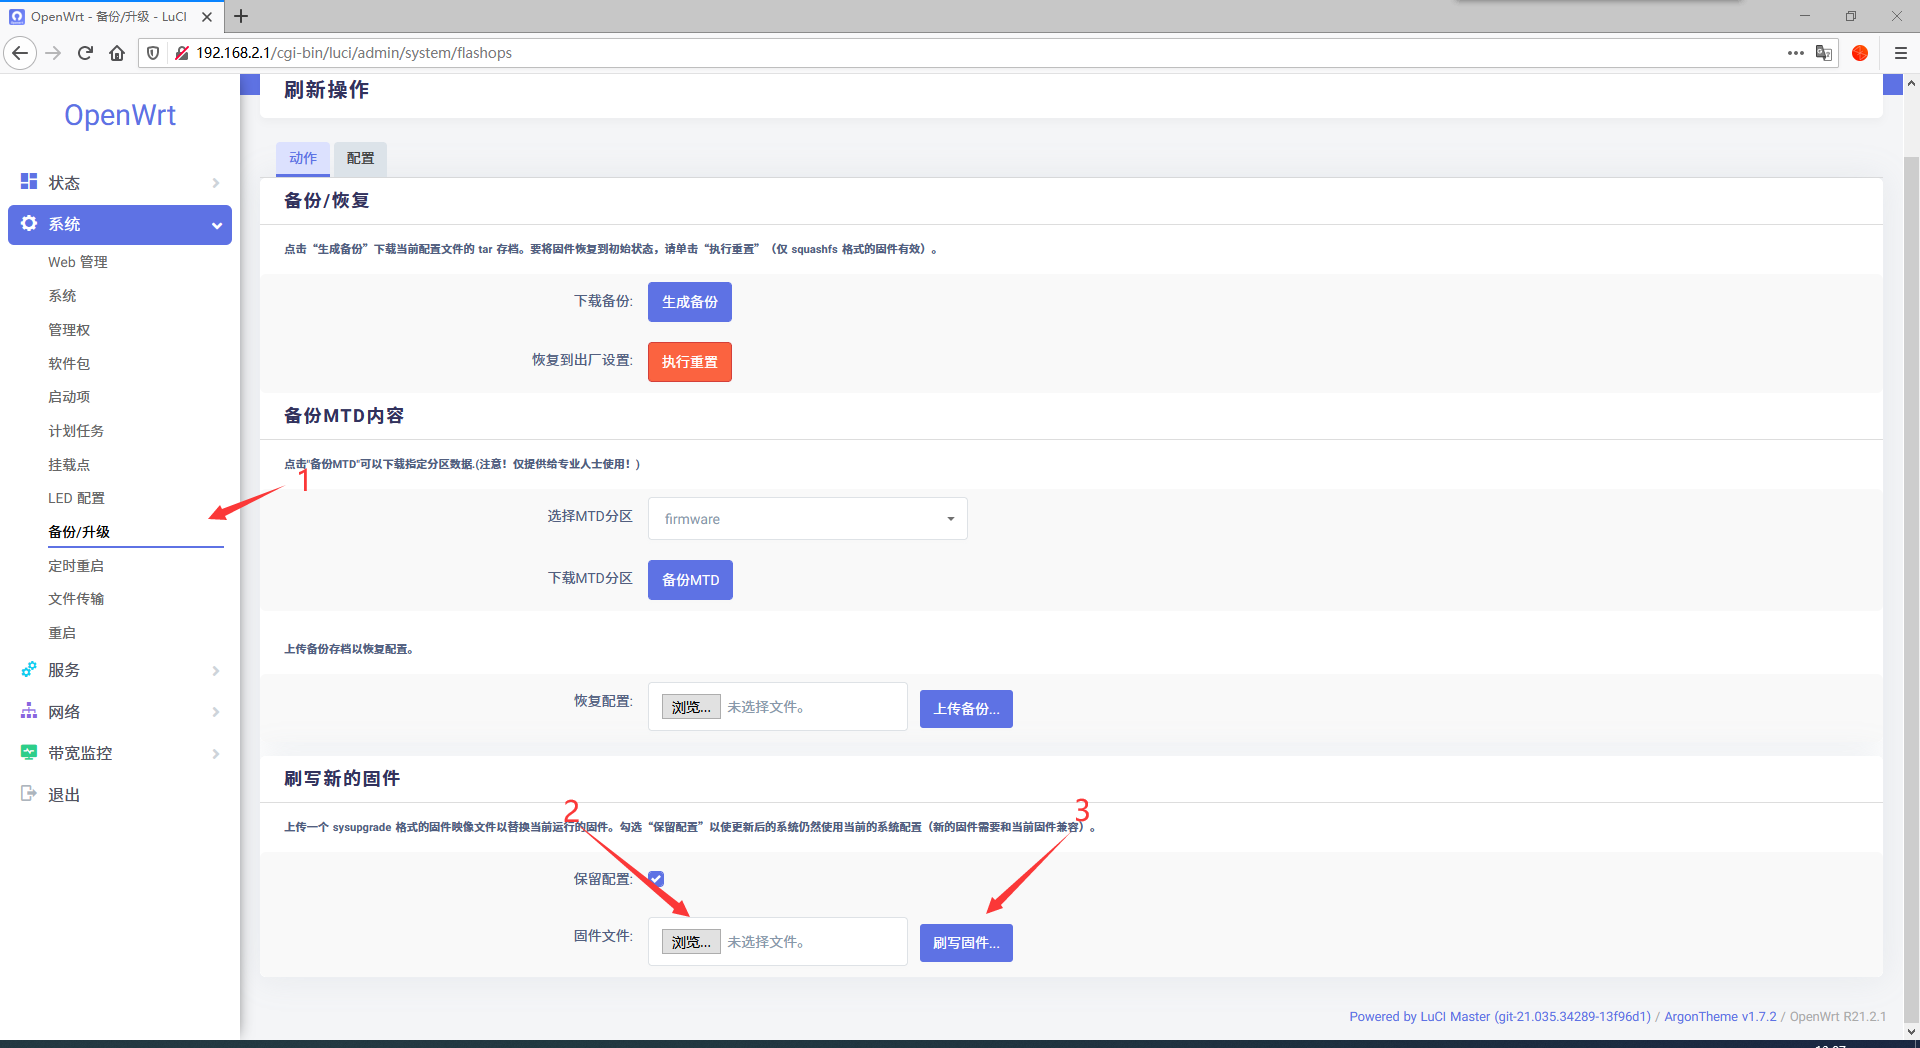 OpenWrt - 备份/升级 - LuCI
192.168.2.1/cgi-bin/luci/admin/system/flashops
OpenWrt
状态
系统
Web 管理
系统
管理权
软件包
启动项
计划任务
挂载点
LED 配置
备份/升级
定时重启
文件传输
重启
服务
网络
带宽监控
退出
刷新操作
动作 配置
备份/恢复
点击“生成备份”下载当前配置文件的 tar 存档。要将固件恢复到初始状态，请单击“执行重置”（仅 squashfs 格式的固件有效）。
下载备份: 生成备份
恢复到出厂设置: 执行重置
备份MTD内容
点击"备份MTD"可以下载指定分区数据.(注意！仅提供给专业人士使用！)
1
选择MTD分区 firmware
下载MTD分区 备份MTD
上传备份存档以恢复配置。
恢复配置: 浏览... 未选择文件。 上传备份...
刷写新的固件
2
3
上传一个 sysupgrade 格式的固件映像文件以替换当前运行的固件。勾选“保留配置”以使更新后的系统仍然使用当前的系统配置（新的固件需要和当前固件兼容）。
保留配置:
固件文件: 浏览... 未选择文件。 刷写固件...
Powered by LuCI Master (git-21.035.34289-13f96d1) / ArgonTheme v1.7.2 / OpenWrt R21.2.1